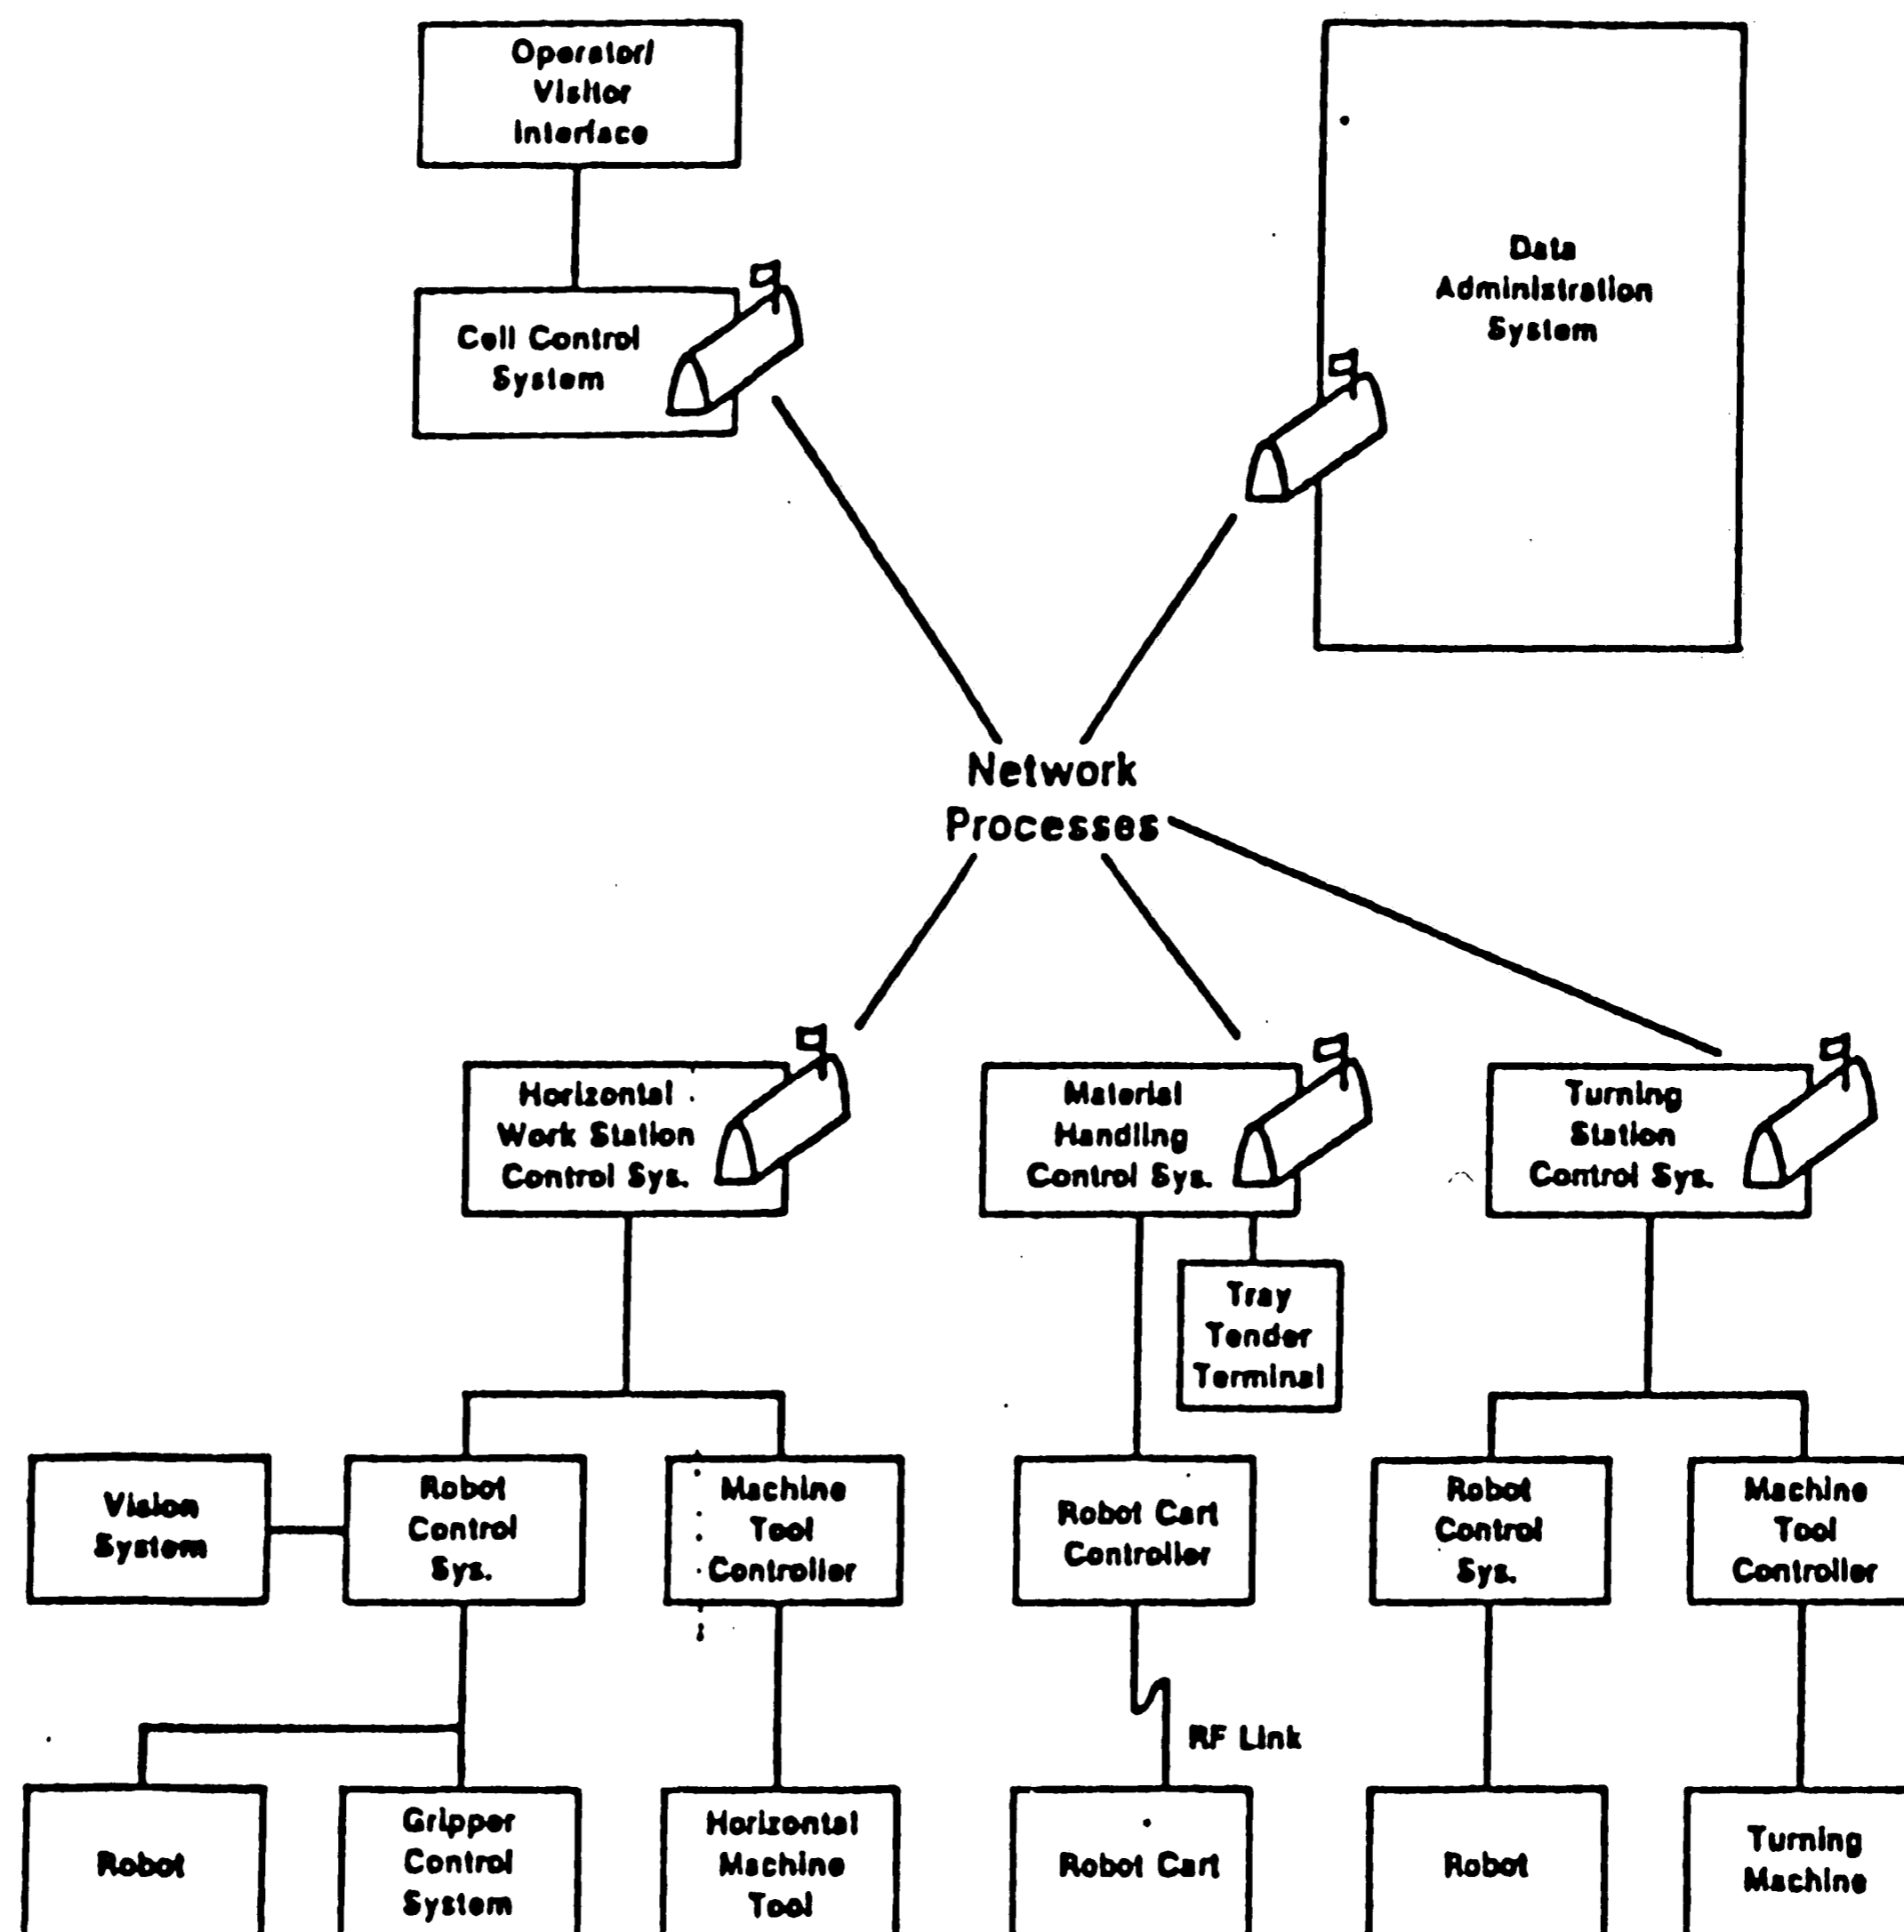 Operator/
Visitor
Interface
Data
Administration
System
Cell Control
System
Network
Processes
Horizontal
Work Station
Control Sys.
Material
Handling
Control Sys.
Turning
Station
Control Sys.
Tray
Tender
Terminal
Vision
System
Robot
Control
Sys.
Machine
Tool
Controller
Robot Cart
Controller
Robot
Control
Sys.
Machine
Tool
Controller
RF Link
Robot
Gripper
Control
System
Horizontal
Machine
Tool
Robot Cart
Robot
Turning
Machine